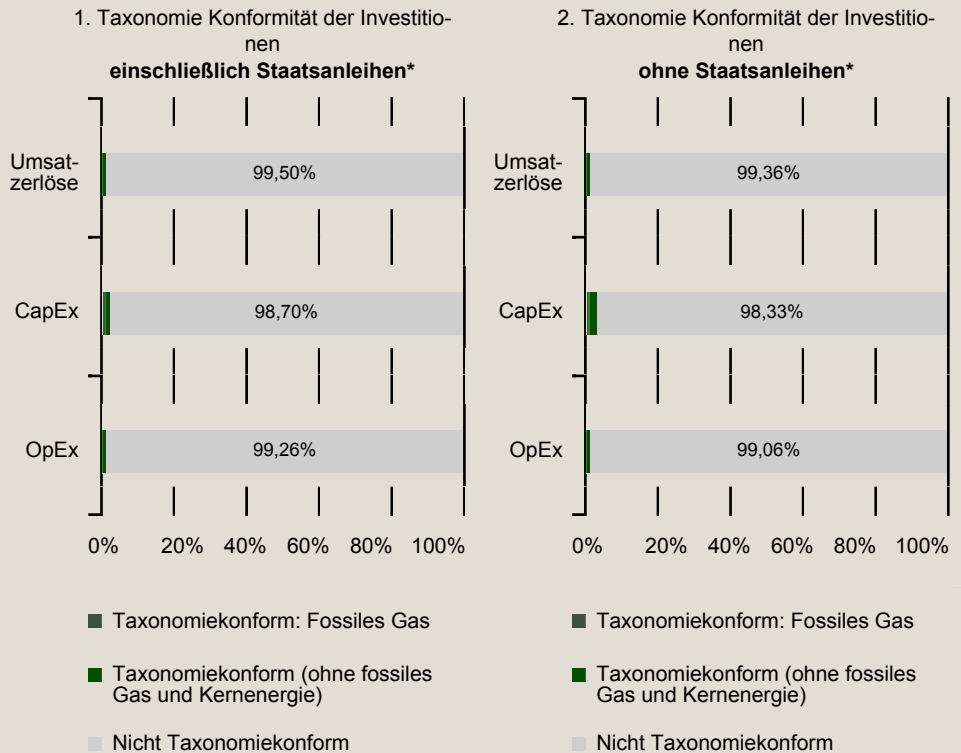 1. Taxonomie Konformität der Investitio-
nen
einschließlich Staatsanleihen*
Umsat-
zerlöse
99,50%
CapEx
98,70%
OpEx
99,26%
0% 20% 40% 60% 80% 100%
Taxonomiekonform: Fossiles Gas
Taxonomiekonform (ohne fossiles
Gas und Kernenergie)
Nicht Taxonomiekonform
2. Taxonomie Konformität der Investitio-
nen
ohne Staatsanleihen*
Umsat-
zerlöse
99,36%
CapEx
98,33%
OpEx
99,06%
0% 20% 40% 60% 80% 100%
Taxonomiekonform: Fossiles Gas
Taxonomiekonform (ohne fossiles
Gas und Kernenergie)
Nicht Taxonomiekonform